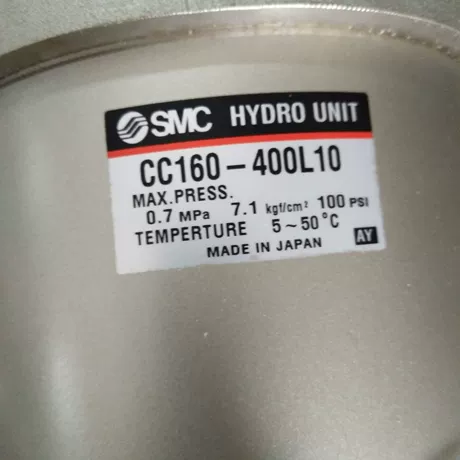 SMC HYDRO UNIT
CC160-400L10
MAX.PRESS.
0.7 MPa 7.1 kgf/cm² 100 PSI
TEMPERTURE 5~50°C
MADE IN JAPAN AY